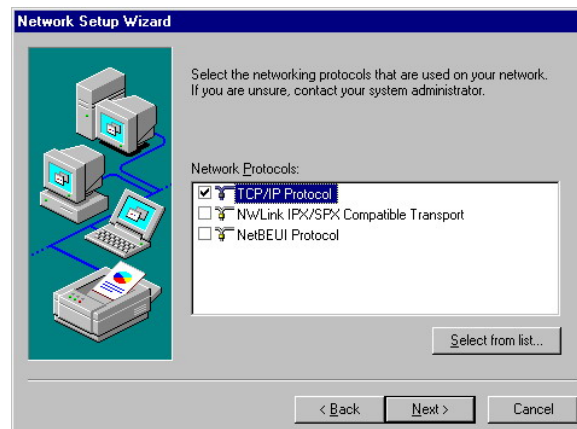 Network Setup Wizard
Select the networking protocols that are used on your network.
If you are unsure, contact your system administrator.
Network Protocols:
TCP/IP Protocol
NWLink IPX/SPX Compatible Transport
NetBEUI Protocol
Select from list...
< Back
Next >
Cancel